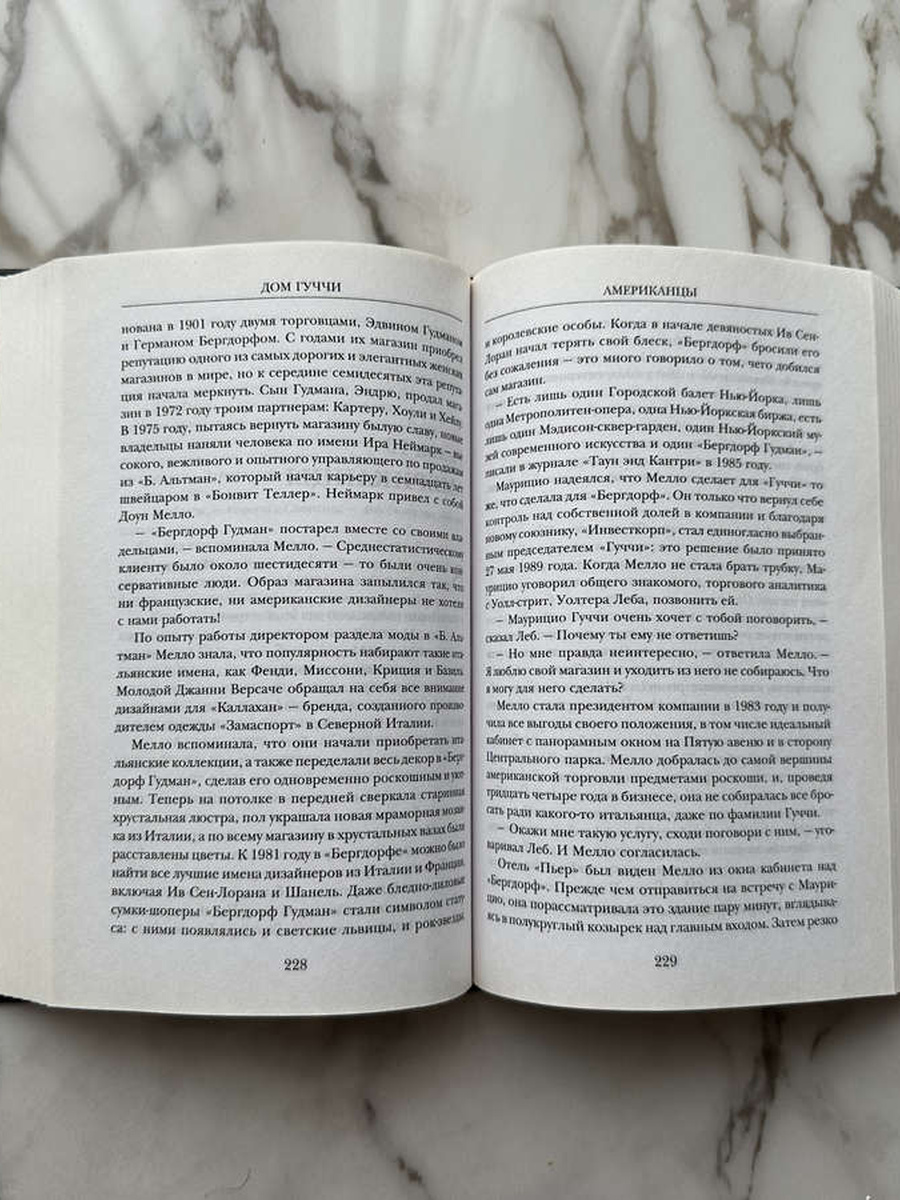 ДОМ ГУЧЧИ
нована в 1901 году двумя торговцами, Эдвином Гудманом
и Германом Бергдорфом. С годами их магазин приобрел
репутацию одного из самых дорогих и элегантных женских
магазинов в мире, но к середине семидесятых эта репута
ция начала меркнуть. Сын Гудмана, Эндрю, продал мага
зин в 1972 году троим партнерам: Картеру, Хоули и Хейлу.
В 1975 году, пытаясь вернуть магазину былую славу, новые
владельцы наняли человека по имени Ира Неймарк – вы
сокого, вежливого и опытного управляющего по продажам
из «Б. Альтман», который начал карьеру в семнадцать лет
швейцаром в «Бонвит Теллер». Неймарк привел с собой
Доун Мелло.
— «Бергдорф Гудман» постарел вместе со своими вла
дельцами, — вспоминала Мелло. — Среднестатистическому
клиенту было около шестидесяти — то были очень кон
сервативные люди. Образ магазина запылился так, что
ни французские, ни американские дизайнеры не хотели
с нами работать!
По опыту работы директором раздела моды в «Б. Аль
тман» Мелло знала, что популярность набирают такие ита
льянские имена, как Фенди, Миссони, Криция и Базиль.
Молодой Джанни Версаче обращал на себя все внимание
дизайнами для «Каллахан» — бренда, созданного произво
дителем одежды «Замаспорт» в Северной Италии.
Мелло вспоминала, что они начали приобретать ита
льянские коллекции, а также переделали весь декор в «Берг
дорф Гудман», сделав его одновременно роскошным и уют
ным. Теперь на потолке в передней сверкала старинная
хрустальная люстра, пол украшала новая мраморная мозаи
ка из Италии, а по всему магазину в хрустальных вазах были
расставлены цветы. К 1981 году в «Бергдорфе» можно было
найти все лучшие имена дизайнеров из Италии и Франции,
включая Ив Сен-Лорана и Шанель. Даже бледно-лиловые
сумки-шоперы «Бергдорф Гудман» стали символом стату
са: с ними появлялись и светские львицы, и рок-звезды,
228
АМЕРИКАНЦЫ
и королевские особы. Когда в начале девяностых Ив Сен-
Лоран начал терять свой блеск, «Бергдорф» бросили его
без сожаления — это много говорило о том, чего добился
сам магазин.
– Есть лишь один Городской балет Нью-Йорка, лишь
одна Метрополитен-опера, одна Нью-Йоркская биржа, есть
лишь один Мэдисон-сквер-гарден, один Нью-Йоркский му-
зей современного искусства и один «Бергдорф Гудман», –
писали в журнале «Таун энд Кантри» в 1985 году.
Маурицио надеялся, что Мелло сделает для «Гуччи» то
же, что сделала для «Бергдорф». Он только что вернул себе
контроль над собственной долей в компании и благодаря
новому союзнику, «Инвесткорп», стал единогласно выбран-
ным председателем «Гуччи»: это решение было принято
27 мая 1989 года. Когда Мелло не стала брать трубку, Ма-
урицио уговорил общего знакомого, торгового аналитика
с Уолл-стрит, Уолтера Леба, позвонить ей.
– Маурицио Гуччи очень хочет с тобой поговорить, –
сказал Леб. — Почему ты ему не ответишь?
– Но мне правда неинтересно, — ответила Мелло. –
Я люблю свой магазин и уходить из него не собираюсь. Что
я могу для него сделать?
Мелло стала президентом компании в 1983 году и полу-
чила все выгоды своего положения, в том числе идеальный
кабинет с панорамным окном на Пятую авеню и в сторону
Центрального парка. Мелло добралась до самой вершины
американской торговли предметами роскоши, и, проведя
тридцать четыре года в бизнесе, она не собиралась все бро-
сать ради какого-то итальянца, даже по фамилии Гуччи.
– Окажи мне такую услугу, сходи поговори с ним, – уго-
варивал Леб. И Мелло согласилась.
Отель «Пьер» был виден Мелло из окна кабинета над
«Бергдорф». Прежде чем отправиться на встречу с Маури-
цио, она порассматривала это здание пару минут, вглядыва-
ясь в полукруглый козырек над главным входом. Затем резко
229